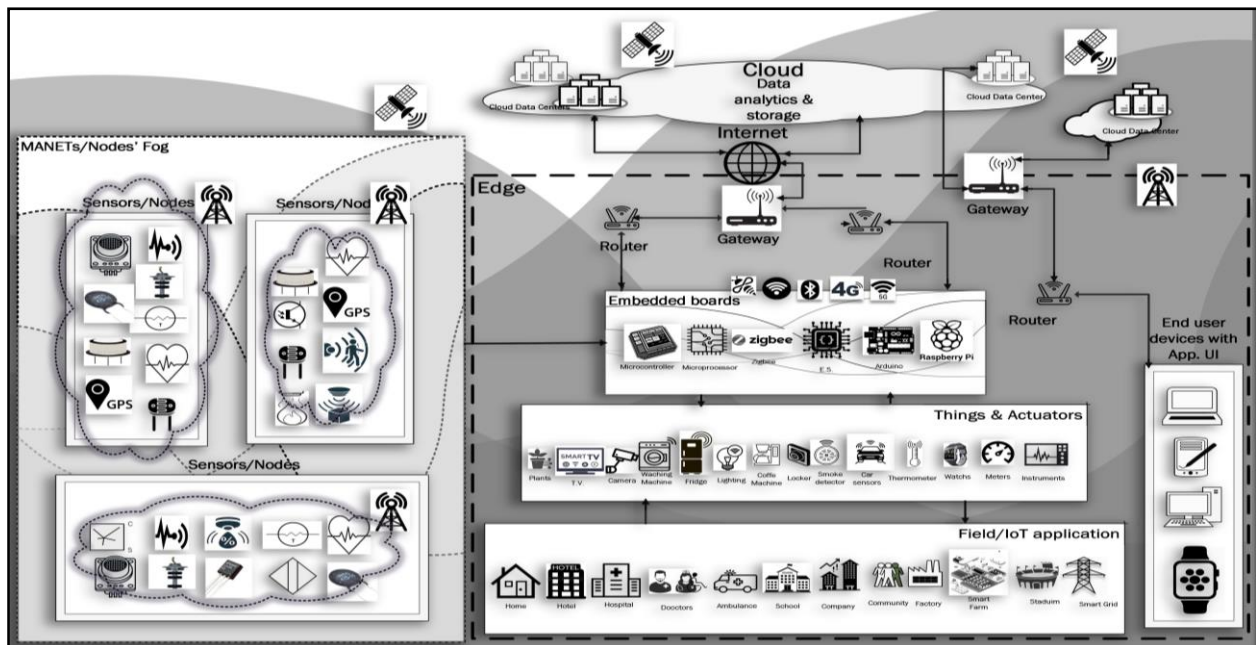 Cloud
Data
analytics &
storage
Cloud Data Centers
Cloud Data Center
Cloud Data Center
Internet
MANETs/Nodes' Fog
Sensors/Nodes
Sensors/Nod
GPS
GPS
Sensors/Nodes
C
S
%
Edge
Gateway
Gateway
Router
Router
Router
4G
5G
Embedded boards
Microcontroller
Microprocessor
zigbee
Zigbee
E.S.
Arduino
Raspberry Pi
End user
devices with
App. UI
Things & Actuators
Plants
SMART TV
T.V.
Camera
Waching
Machine
Fridge
Lighting
Coffe
Machine
Locker
Smoke
detector
Car
sensors
Thermometer
Watchs
Meters
Instruments
Field/IoT application
Home
HOTEL
Hotel
Hospital
Dooctors
Ambulance
School
Company
Community
Factory
Smart
Farm
Staduim
Smart Grid